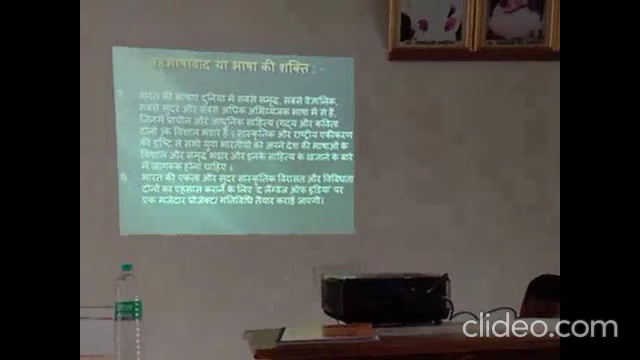 बहुभाषावाद या भाषा की शक्ति : -
भारत की भाषाएं दुनिया में सबसे समृद्ध, सबसे वैज्ञानिक,
सबसे सुंदर और सबसे अधिक अभिव्यंजक भाषा में से हैं,
जिनमें प्राचीन और आधुनिक साहित्य (गद्य और कविता
दोनों )के विशाल भंडार हैं । सांस्कृतिक और राष्ट्रीय एकीकरण
की दृष्टि से सभी युवा भारतीयों को अपने देश की भाषाओं के
विशाल और समृद्ध भंडार और इनके साहित्य के खजाने के बारे
में जागरूक होना चाहिए ।
भारत की एकता और सुंदर सांस्कृतिक विरासत और विविधता
दोनों का एहसास कराने के लिए 'द लैंग्वेज ऑफ इंडिया' पर
एक मजेदार प्रोजेक्ट/ गतिविधि तैयार कराई जाएगी।
clideo.com